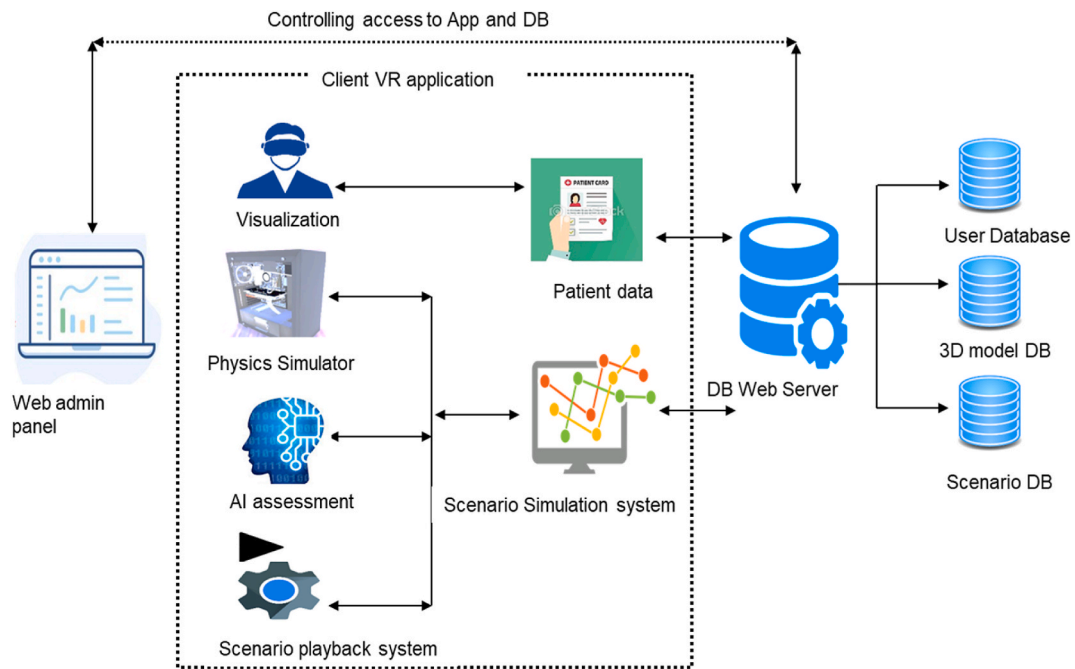 Controlling access to App and DB
Client VR application
Visualization
PATIENT CARD
Patient data
User Database
Physics Simulator
3D model DB
DB Web Server
Web admin
panel
AI assessment
Scenario Simulation system
Scenario DB
Scenario playback system